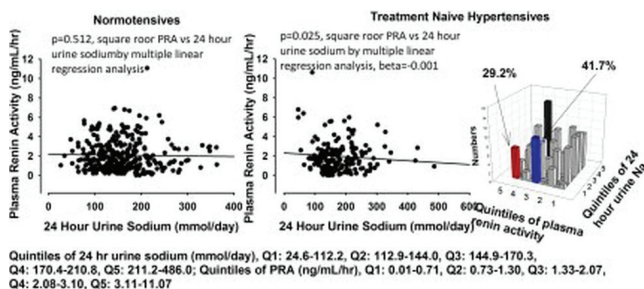 Normotensives
Treatment Naive Hypertensives
p=0.512, square roor PRA vs 24 hour
urine sodiumby multiple linear
regression analysis
p=0.025, square roor PRA vs 24 hour
urine sodium by multiple linear
regression analysis, beta=-0.001
Plasma Renin Activity (ng/mL/hr)
12
10
8
6
4
2
0
0
100
200
300
400
24 Hour Urine Sodium (mmol/day)
Plasma Renin Activity (ng/mL/hr)
12
10
8
6
4
2
0
0
100
200
300
400
500
600
24 Hour Urine Sodium (mmol/day)
29.2%
41.7%
Numbers
5 4 3 2 1
Quintiles of plasma
renin activity
Quintiles of 24
hour urine Na
Quintiles of 24 hr urine sodium (mmol/day), Q1: 24.6-112.2, Q2: 112.9-144.0, Q3: 144.9-170.3,
Q4: 170.4-210.8, Q5: 211.2-486.0; Quintiles of PRA (ng/mL/hr), Q1: 0.01-0.71, Q2: 0.73-1.30, Q3: 1.33-2.07,
Q4: 2.08-3.10, Q5: 3.11-11.07